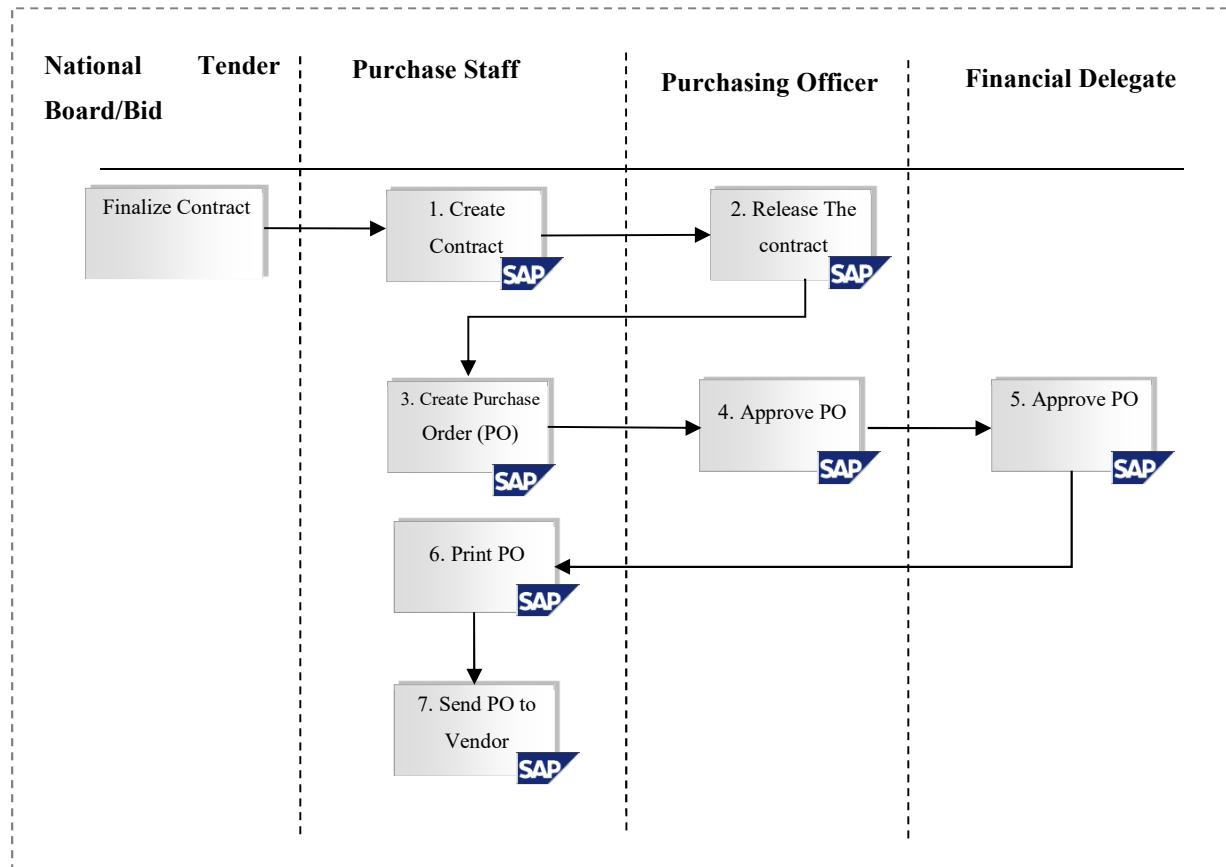 National Tender
Board/Bid
Purchase Staff
Purchasing Officer
Financial Delegate
Finalize Contract
1. Create
Contract
SAP
2. Release The
contract
SAP
3. Create Purchase
Order (PO)
SAP
4. Approve PO
SAP
5. Approve PO
SAP
6. Print PO
SAP
7. Send PO to
Vendor
SAP